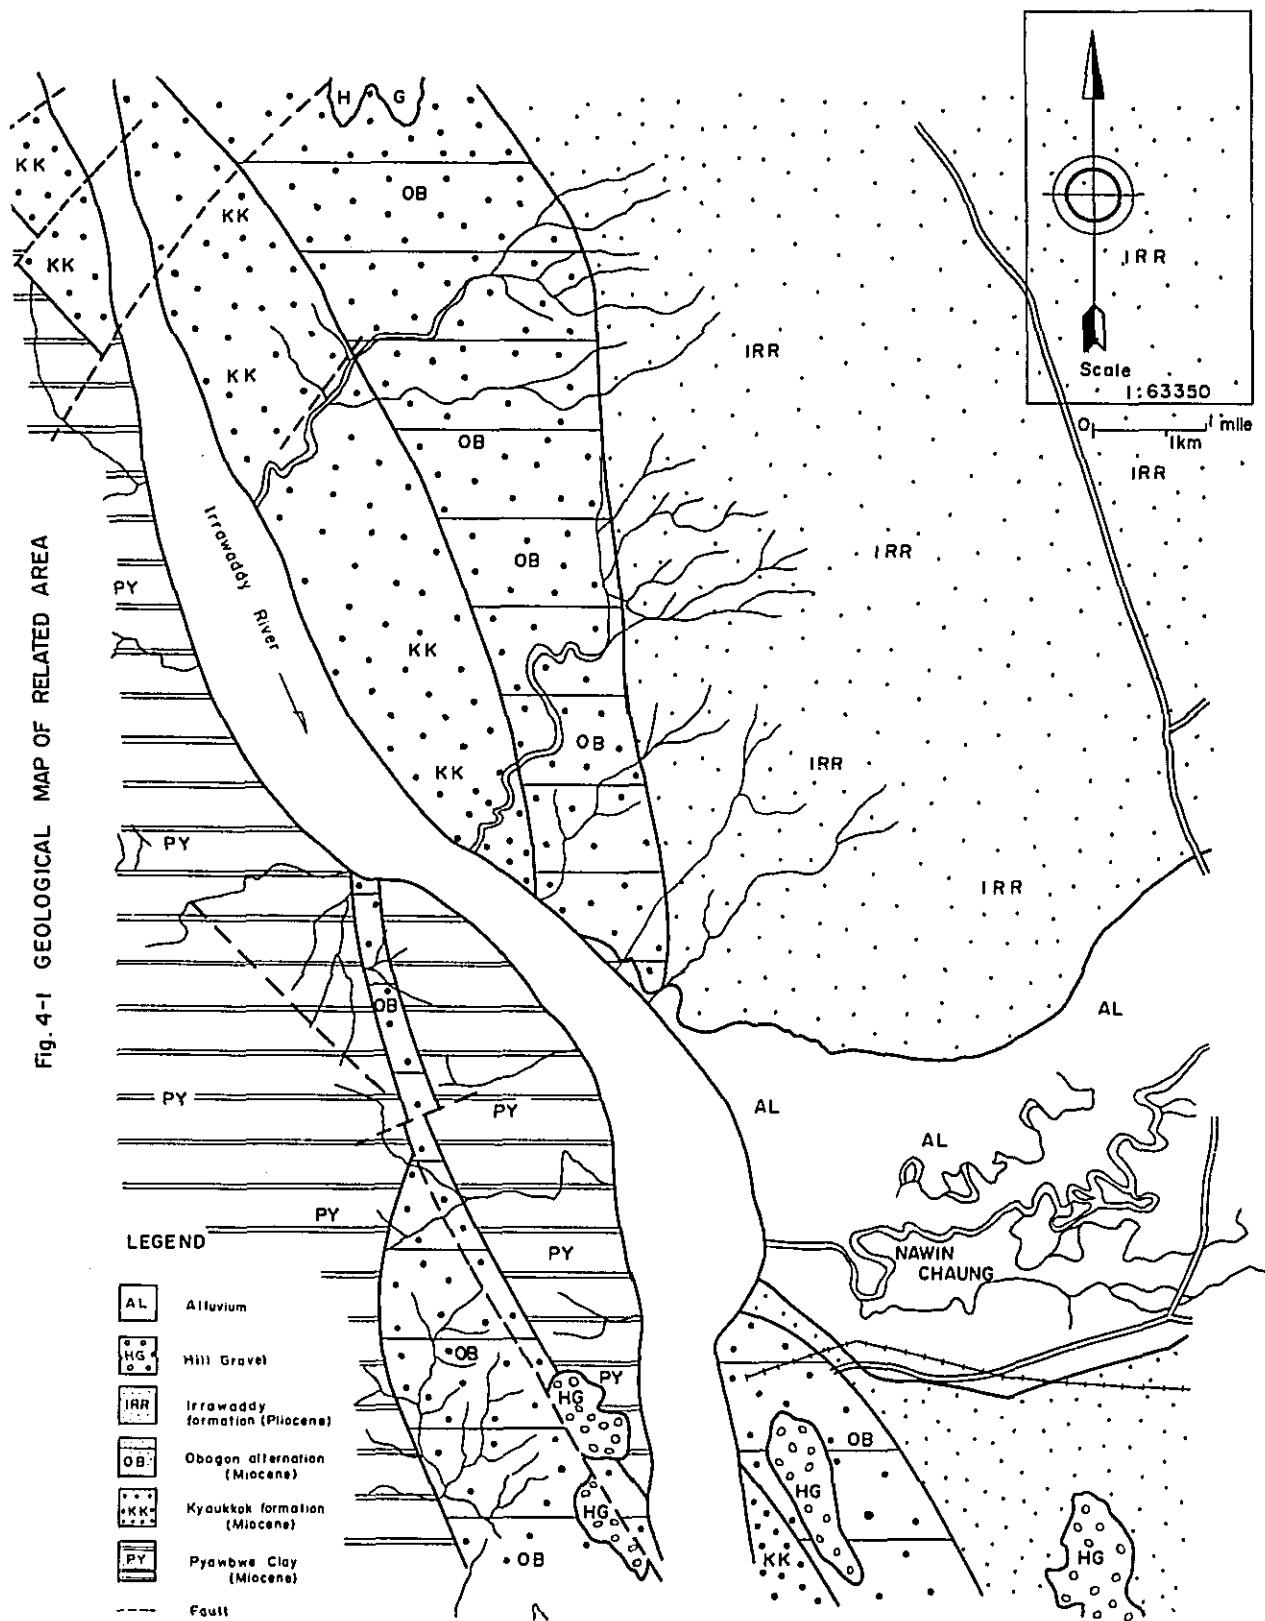 Fig. 4-1 GEOLOGICAL MAP OF RELATED AREA
H G
KK
OB
KK
KK
IRR
IRR
Scale
1:63350
0 1 mile
1km
KK
OB
IRR
Irrawaddy River
OB
IRR
PY
KK
OB
KK
IRR
PY
IRR
OB
AL
PY
PY
AL
AL
PY
PY
NAWIN
CHAUNG
OB
PY
HG
OB
HG
HG
OB
KK
HG
LEGEND
AL Alluvium
HG Hill Gravel
IRR Irrawaddy
formation (Pliocene)
OB Obogon alternation
(Miocene)
KK Kyaukkok formation
(Miocene)
PY Pyawbwe Clay
(Miocene)
Fault